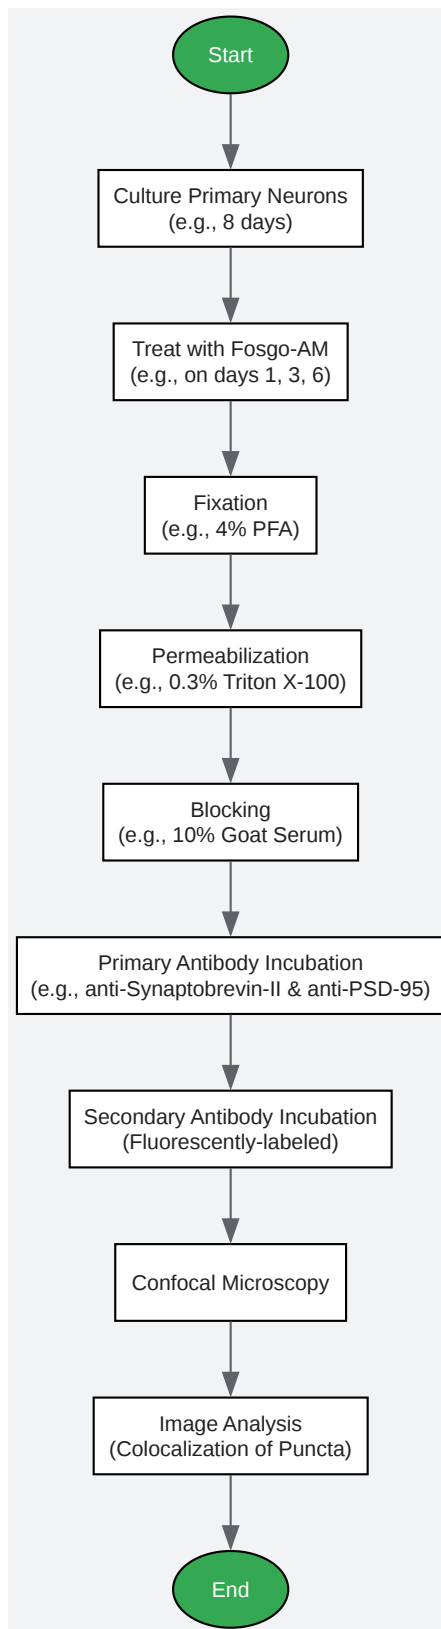 Start
Culture Primary Neurons
(e.g., 8 days)
Treat with Fosgo-AM
(e.g., on days 1, 3, 6)
Fixation
(e.g., 4% PFA)
Permeabilization
(e.g., 0.3% Triton X-100)
Blocking
(e.g., 10% Goat Serum)
Primary Antibody Incubation
(e.g., anti-Synaptobrevin-II & anti-PSD-95)
Secondary Antibody Incubation
(Fluorescently-labeled)
Confocal Microscopy
Image Analysis
(Colocalization of Puncta)
End